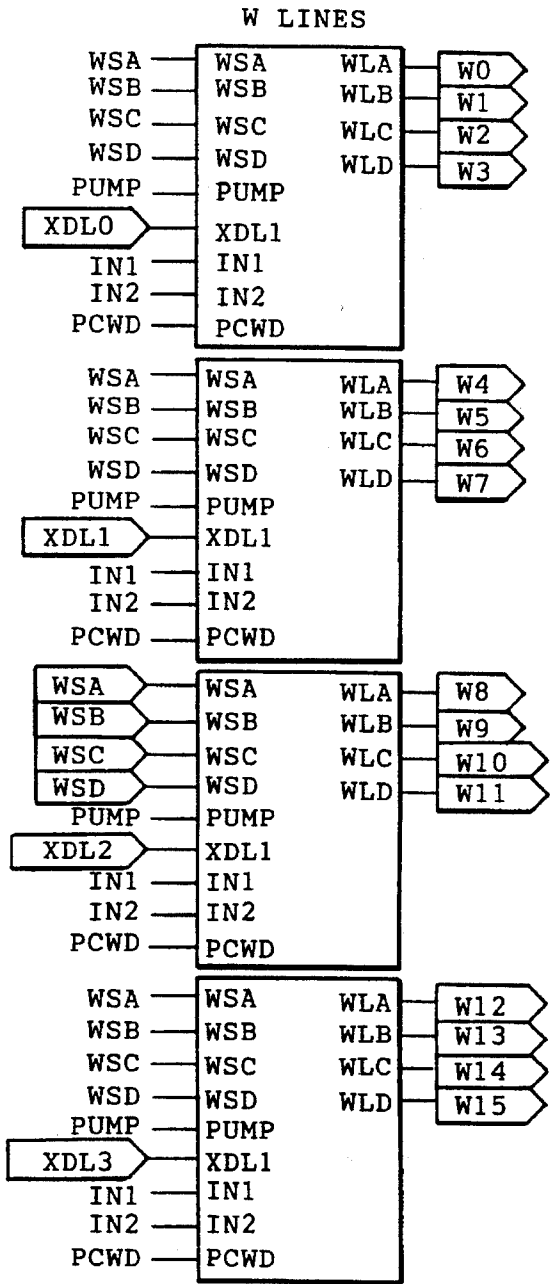 W LINES
WSA WSA WLA W0
WSB WSB WLB W1
WSC WSC WLC W2
WSD WSD WLD W3
PUMP PUMP
XDL0 XDL1
IN1 IN1
IN2 IN2
PCWD PCWD
WSA WSA WLA W4
WSB WSB WLB W5
WSC WSC WLC W6
WSD WSD WLD W7
PUMP PUMP
XDL1 XDL1
IN1 IN1
IN2 IN2
PCWD PCWD
WSA WSA WLA W8
WSB WSB WLB W9
WSC WSC WLC W10
WSD WSD WLD W11
PUMP PUMP
XDL2 XDL1
IN1 IN1
IN2 IN2
PCWD PCWD
WSA WSA WLA W12
WSB WSB WLB W13
WSC WSC WLC W14
WSD WSD WLD W15
PUMP PUMP
XDL3 XDL1
IN1 IN1
IN2 IN2
PCWD PCWD